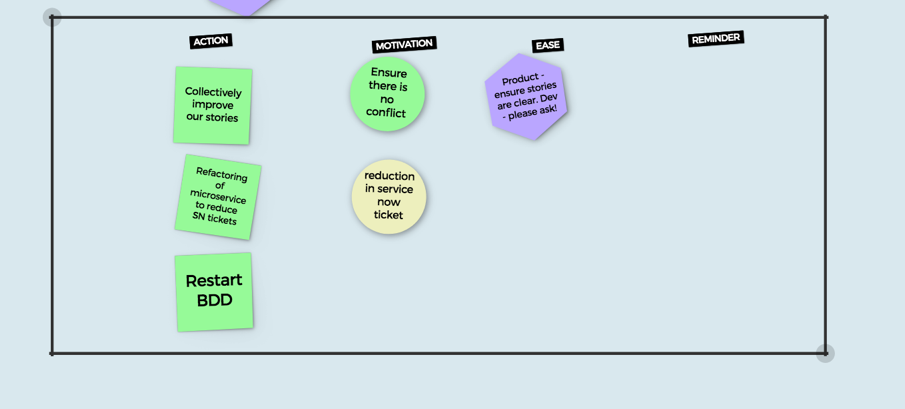 ACTION
MOTIVATION
EASE
REMINDER
Collectively
improve
our stories
Ensure
there is
no
conflict
Product -
ensure stories
are clear. Dev
- please ask!
Refactoring
of
microservice
to reduce
SN tickets
reduction
in service
now
ticket
Restart
BDD